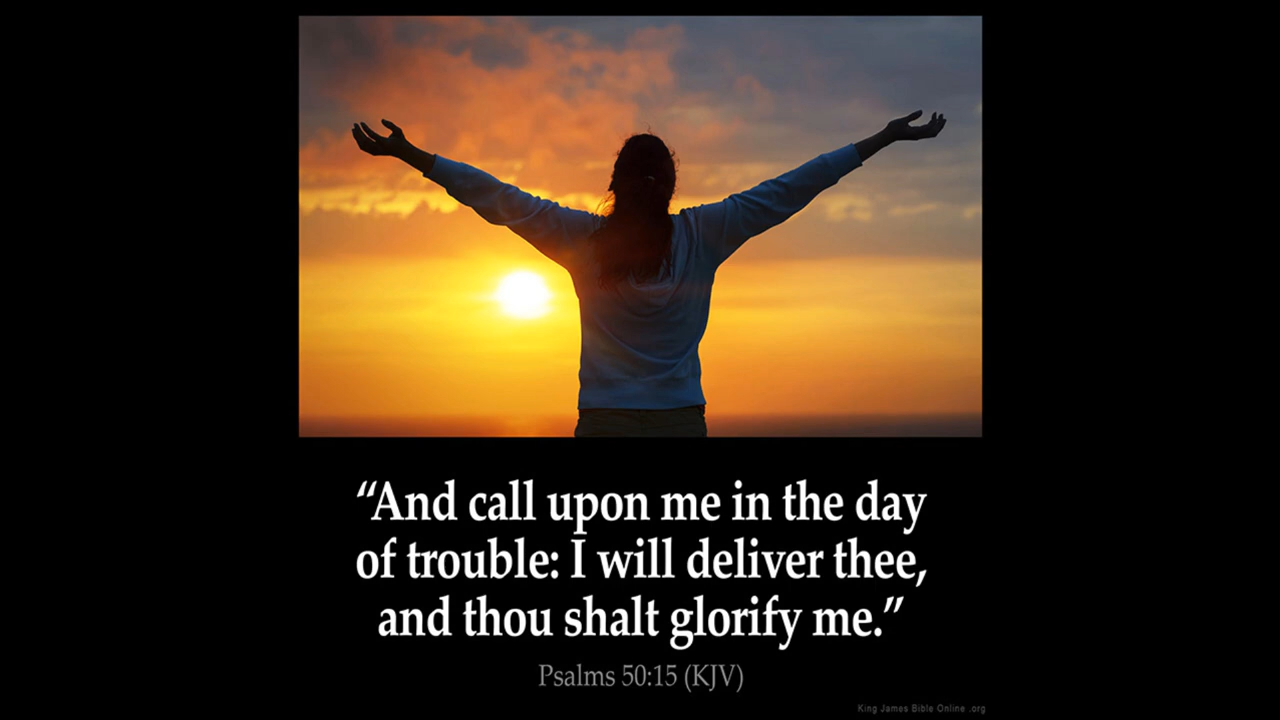 “And call upon me in the day
of trouble: I will deliver thee,
and thou shalt glorify me.”
Psalms 50:15 (KJV)
King James Bible Online .org